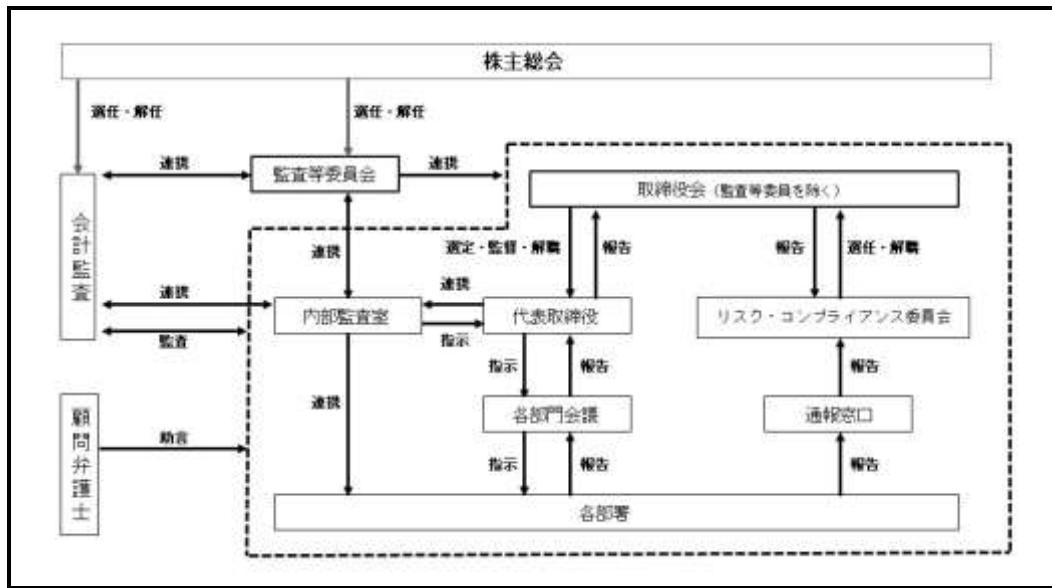 株主総会
選任・解任
選任・解任
連携
監査等委員会
連携
取締役会（監査等委員を除く）
会計監査
連携
選定・監督・解職
報告
報告
選任・解職
連携
連携
内部監査室
代表取締役
リスク・コンプライアンス委員会
監査
指示
指示
報告
報告
連携
各部門会議
通報窓口
顧問弁護士
助言
指示
報告
報告
各部署